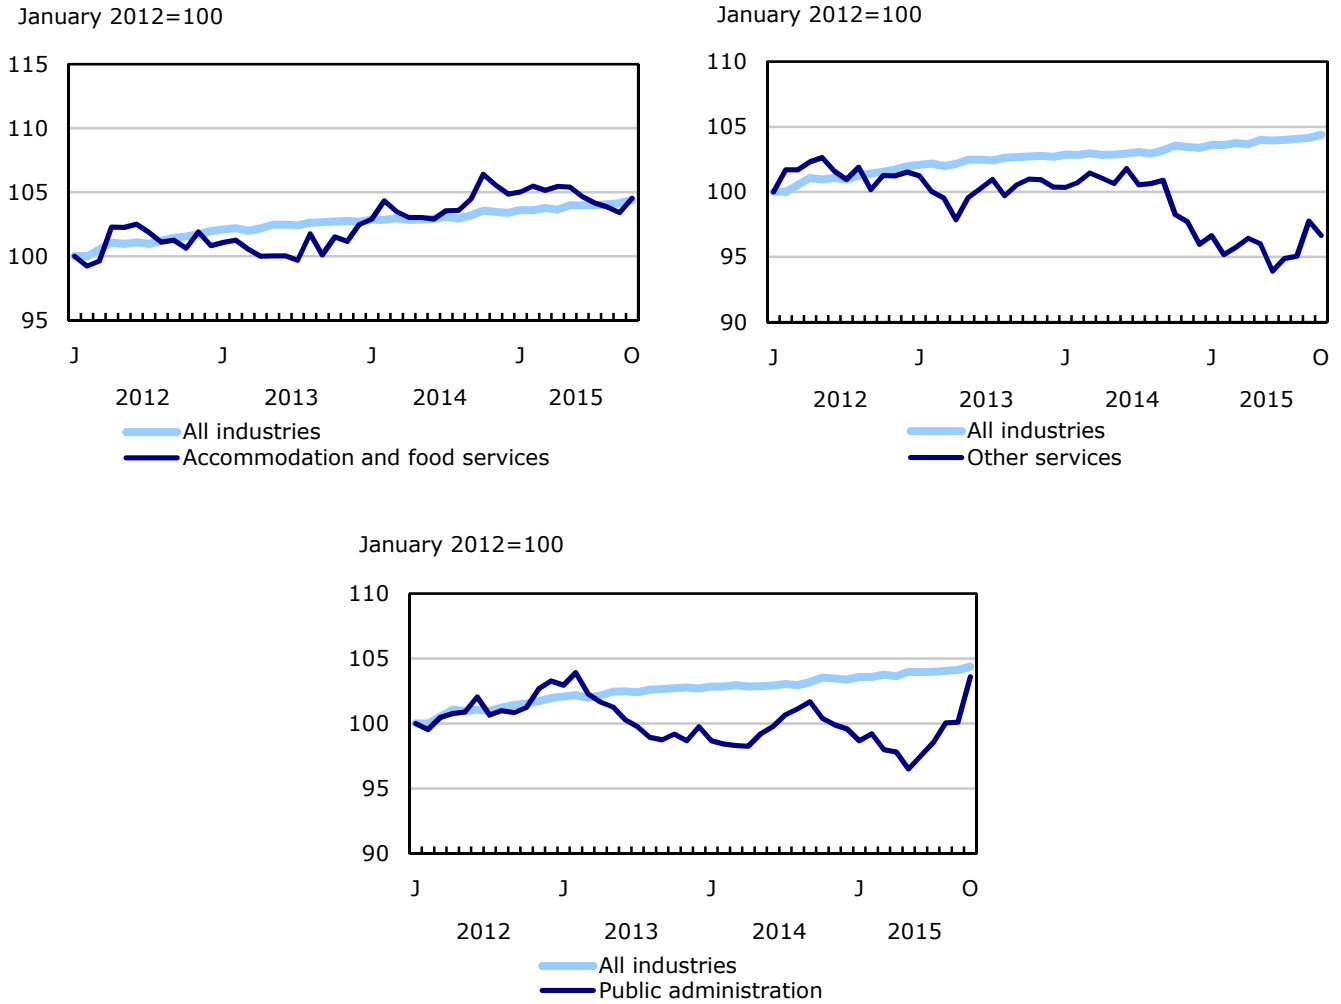 January 2012=100
115
110
105
100
95
J J J J O
2012 2013 2014 2015
All industries
Accommodation and food services
January 2012=100
110
105
100
95
90
J J J J O
2012 2013 2014 2015
All industries
Other services
January 2012=100
110
105
100
95
90
J J J J O
2012 2013 2014 2015
All industries
Public administration